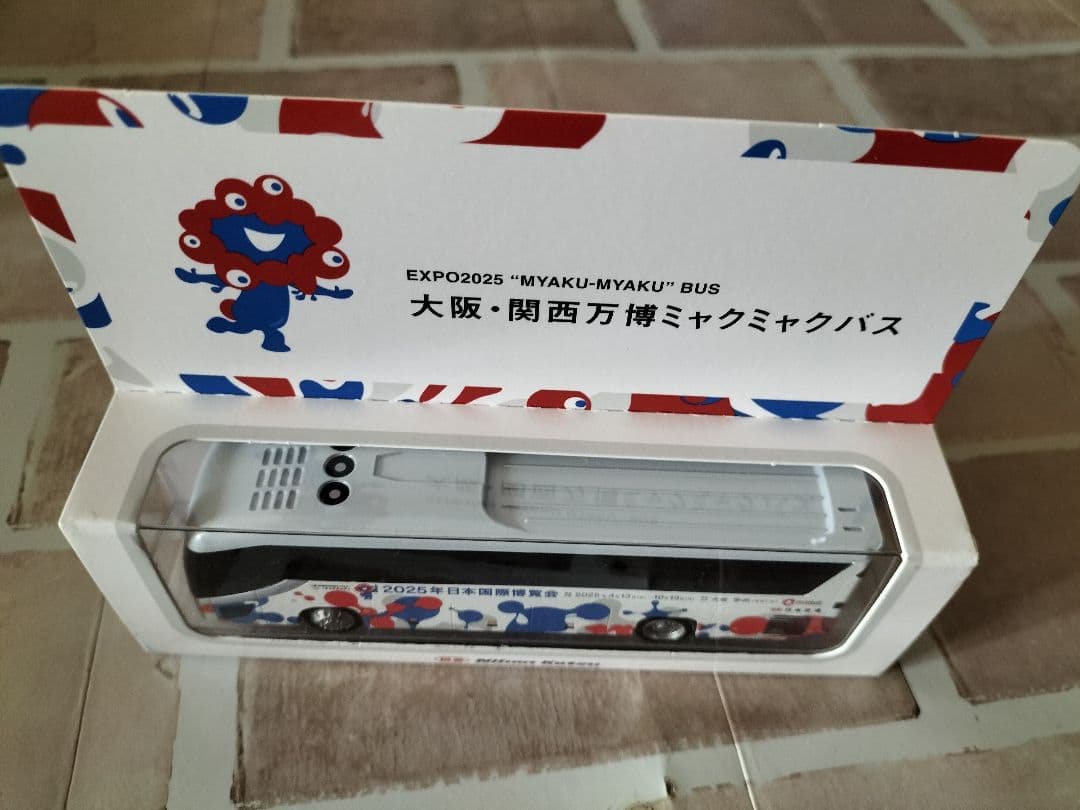 EXPO2025 “MYAKU-MYAKU” BUS
大阪・関西万博ミャクミャクバス
2025年日本国際博覧会